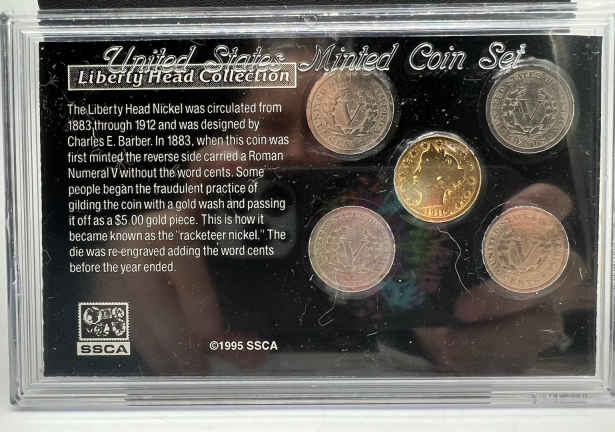 United States Minted Coin Set
Liberty Head Collection
The Liberty Head Nickel was circulated from
1883 through 1912 and was designed by
Charles E. Barber. In 1883, when this coin was
first minted the reverse side carried a Roman
Numeral V without the word cents. Some
people began the fraudulent practice of
gilding the coin with a gold wash and passing
it off as a $5.00 gold piece. This is how it
became known as the "racketeer nickel." The
die was re-engraved adding the word cents
before the year ended.
SSCA
©1995 SSCA
V
V
V
V